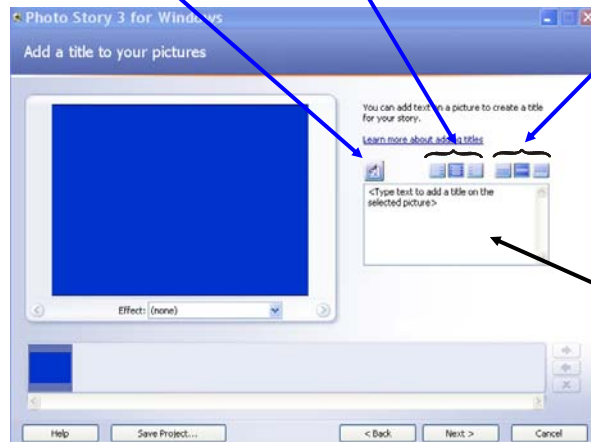 Photo Story 3 for Windows
Add a title to your pictures
You can add text on a picture to create a title
for your story.
Learn more about adding titles
<Type text to add a title on the
selected picture>
Effect: (none)
Help Save Project... < Back Next > Cancel